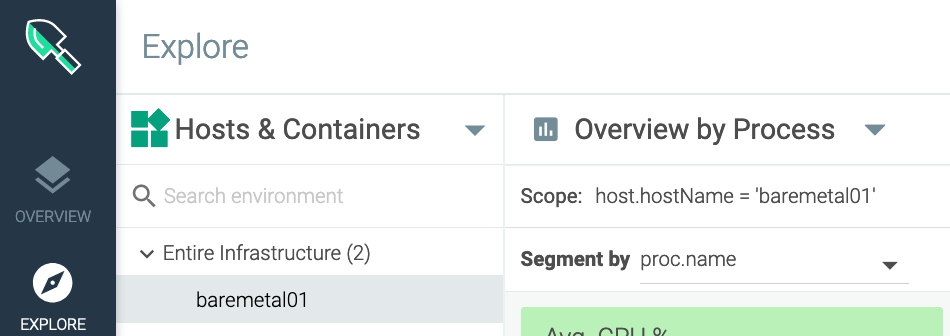 Explore
Hosts & Containers
Overview by Process
Search environment
Scope: host.hostName = 'baremetal01'
OVERVIEW
Entire Infrastructure (2)
Segment by proc.name
baremetal01
EXPLORE
Avg. CPU %